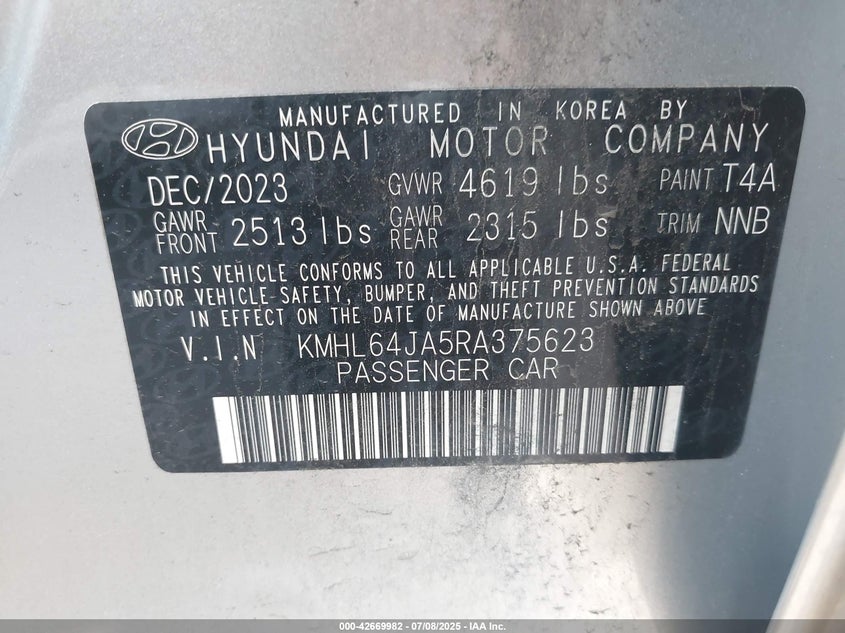 MANUFACTURED IN KOREA BY
HYUNDAI MOTOR COMPANY
DEC/2023 GVWR 4619 lbs PAINT T4A
GAWR FRONT 2513 lbs GAWR REAR 2315 lbs TRIM NNB
THIS VEHICLE CONFORMS TO ALL APPLICABLE U.S.A. FEDERAL
MOTOR VEHICLE-SAFETY, BUMPER, AND THEFT PREVENTION STANDARDS
IN EFFECT ON THE DATE OF MANUFACTURE SHOWN ABOVE
V.I.N KMHL64JA5RA375623
PASSENGER CAR
000-42669982 - 07/08/2025 - IAA Inc.